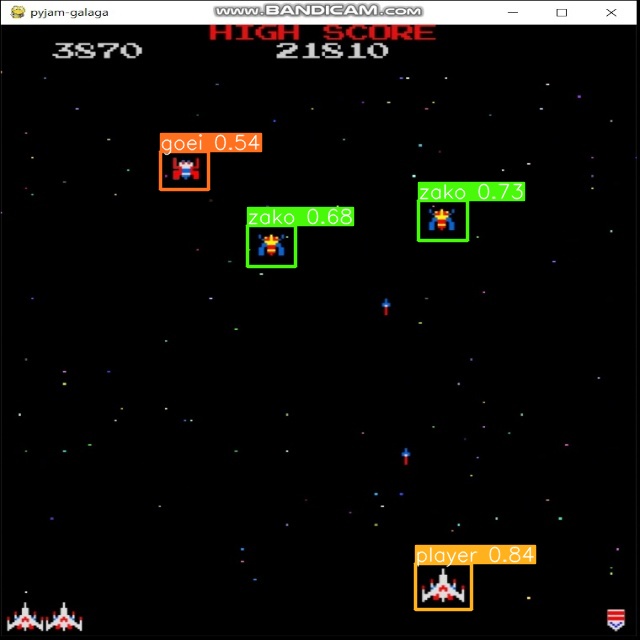 pyjam-galaga
www.BANDICAM.com
HIGH SCORE
3870 21810
goei 0.54
zako 0.73
zako 0.68
player 0.84